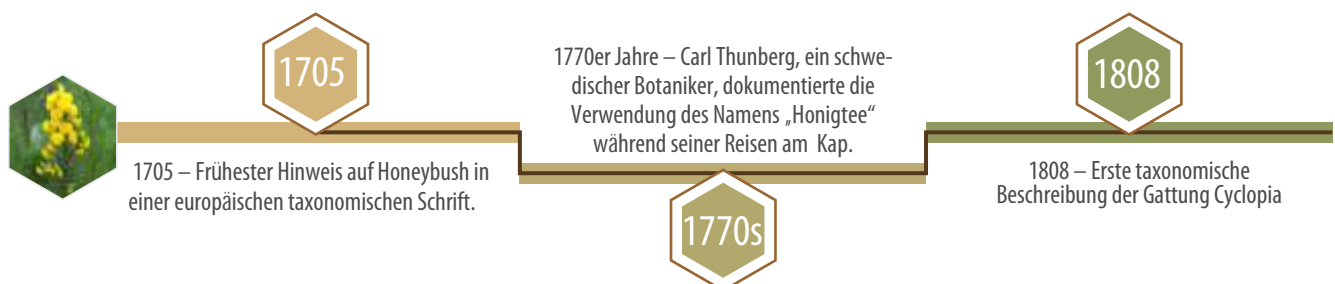 1705
1705 – Frühester Hinweis auf Honeybush in
einer europäischen taxonomischen Schrift.
1770er Jahre – Carl Thunberg, ein schwe-
discher Botaniker, dokumentierte die
Verwendung des Namens „Honigtee“
während seiner Reisen am Kap.
1770s
1808
1808 – Erste taxonomische
Beschreibung der Gattung Cyclopia